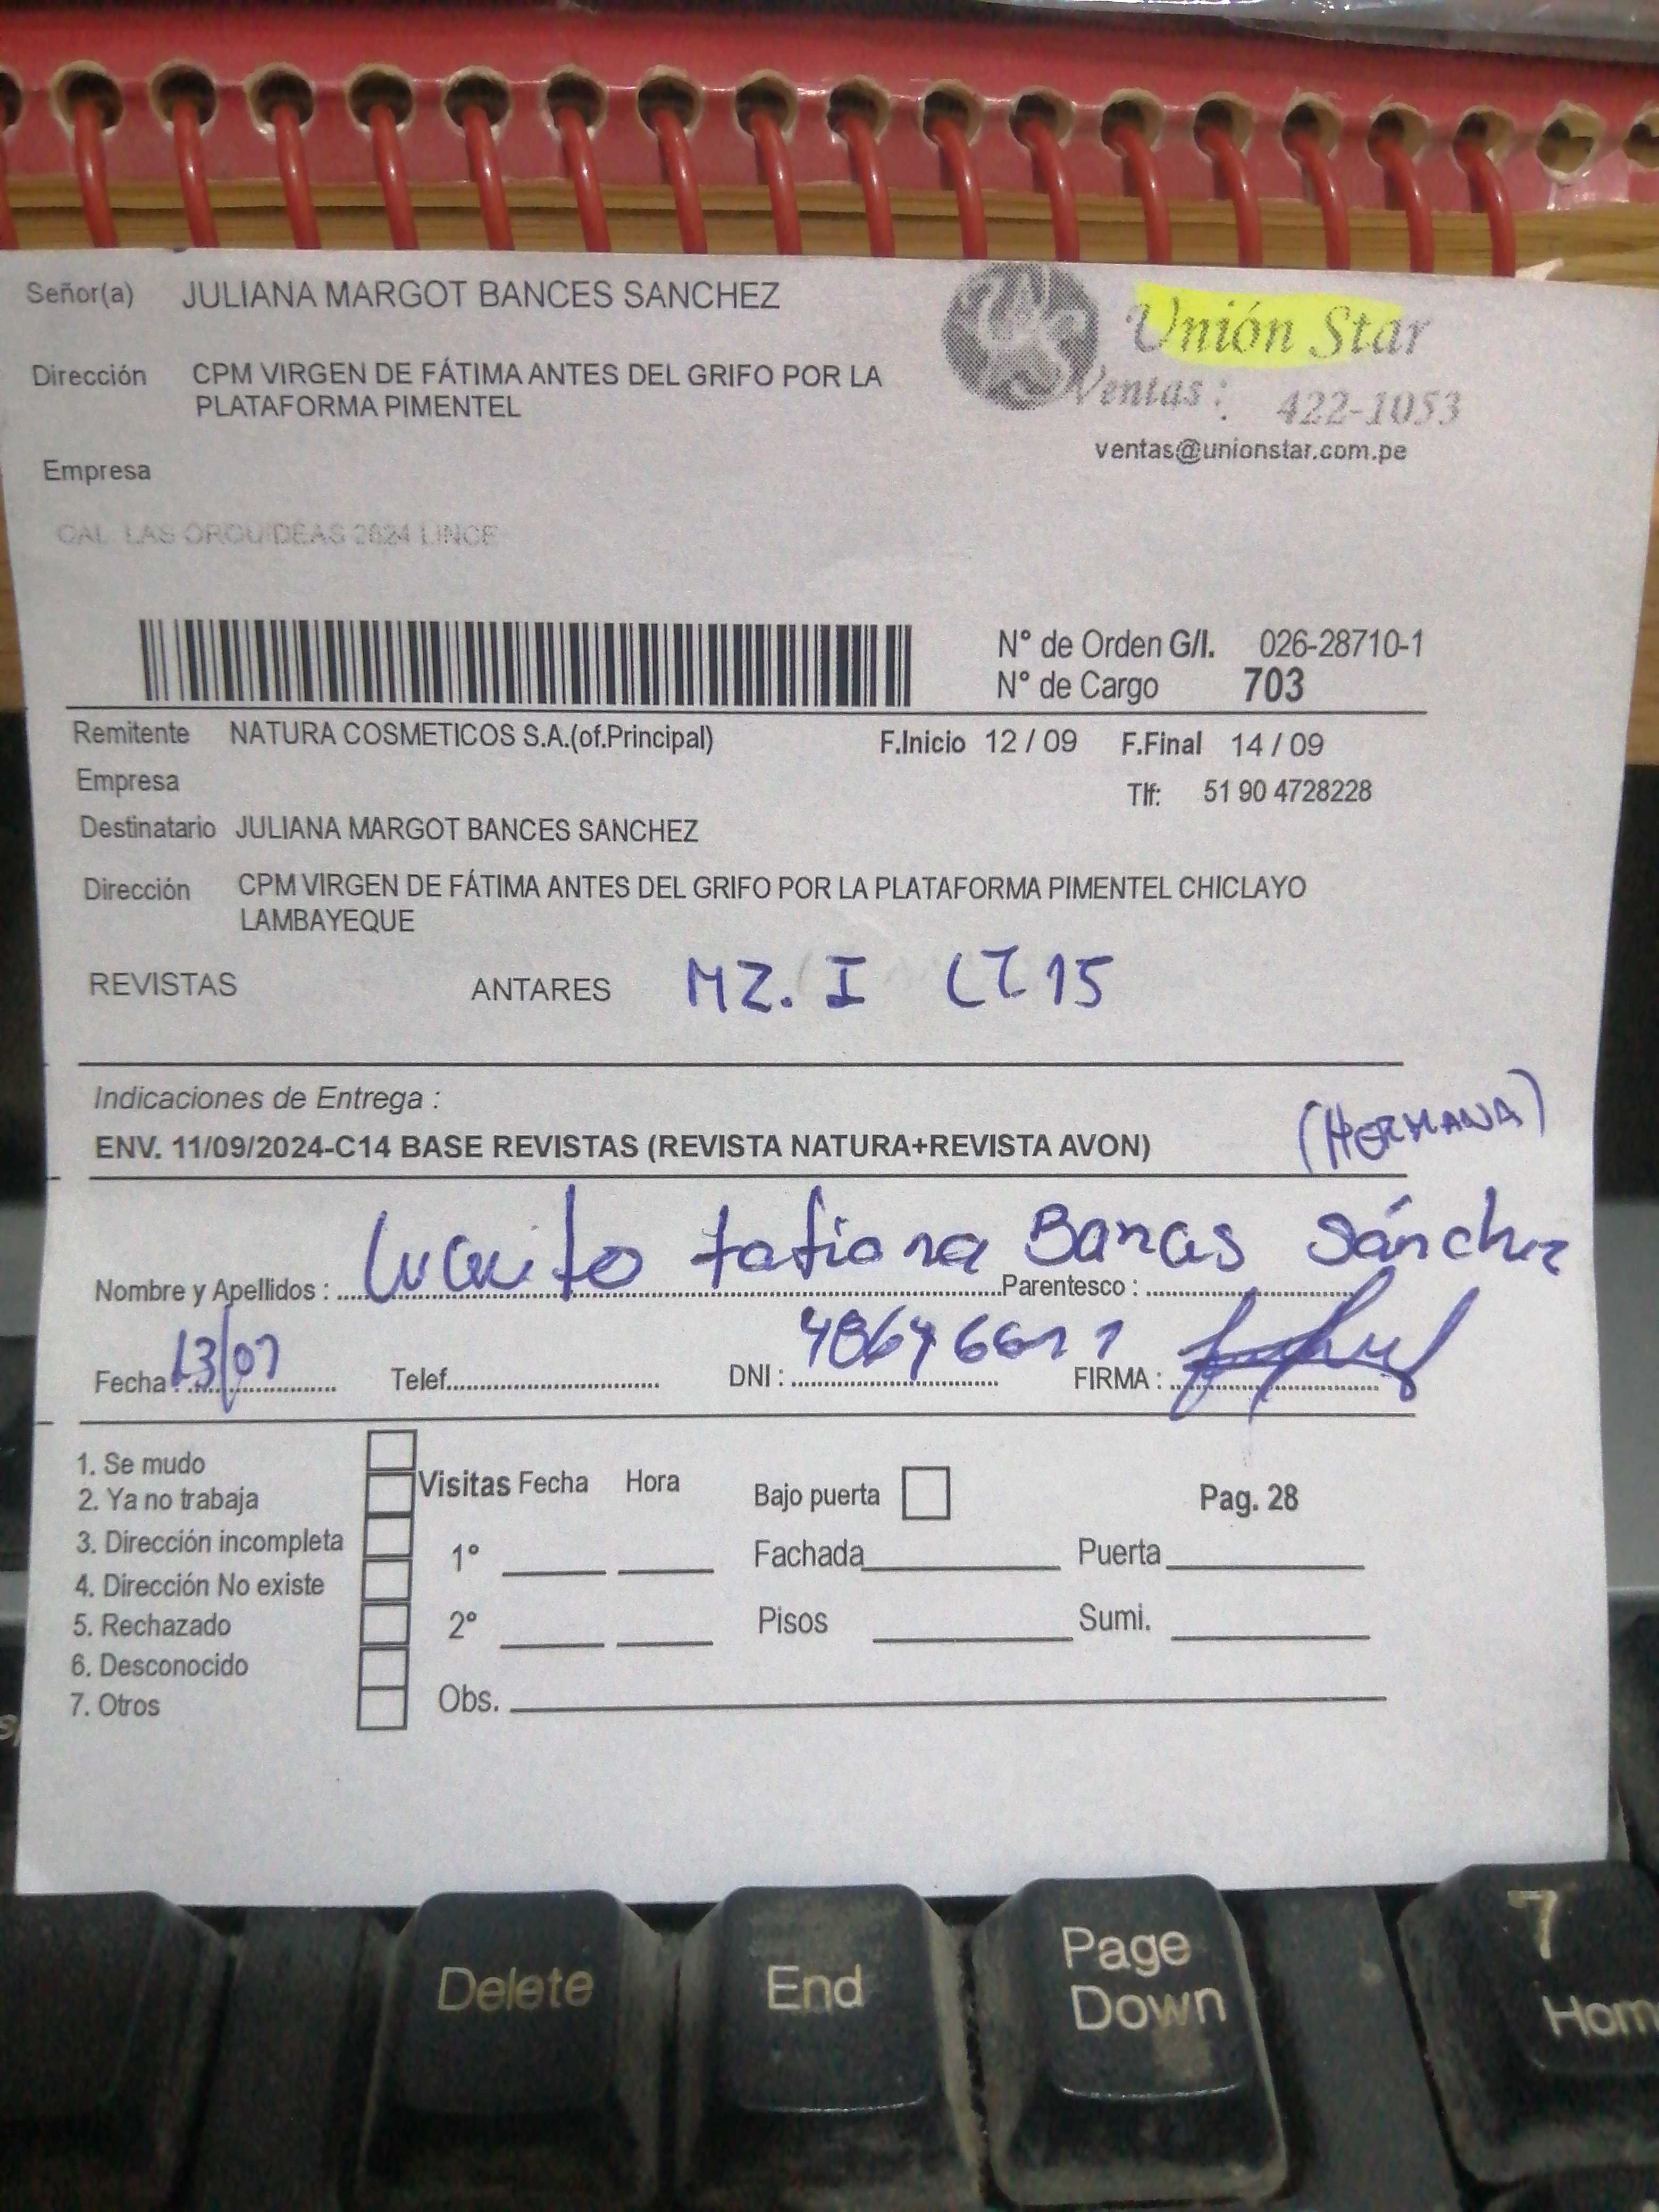 Señor(a) JULIANA MARGOT BANCES SANCHEZ
Unión Star
Dirección CPM VIRGEN DE FÁTIMA ANTES DEL GRIFO POR LA
PLATAFORMA PIMENTEL
Ventas: 422-1053
ventas@unionstar.com.pe
Empresa
CAL LAS ORQUIDEAS 2824 LINCE
N° de Orden G/I. 026-28710-1
N° de Cargo 703
Remitente NATURA COSMETICOS S.A.(of.Principal) F.Inicio 12 / 09 F.Final 14 / 09
Empresa Tlf: 51 90 4728228
Destinatario JULIANA MARGOT BANCES SANCHEZ
Dirección CPM VIRGEN DE FÁTIMA ANTES DEL GRIFO POR LA PLATAFORMA PIMENTEL CHICLAYO
LAMBAYEQUE
REVISTAS ANTARES MZ. I LT 15
Indicaciones de Entrega :
ENV. 11/09/2024-C14 BASE REVISTAS (REVISTA NATURA+REVISTA AVON) (HERMANA)
Nombre y Apellidos : tatiana Bances Sánchez Parentesco :
Fecha : Telef. DNI : FIRMA :
1. Se mudo
2. Ya no trabaja
3. Dirección incompleta
4. Dirección No existe
5. Rechazado
6. Desconocido
7. Otros
Visitas Fecha Hora Bajo puerta Pag. 28
1° Fachada Puerta
2° Pisos Sumi.
Obs.
Delete End Page Down 7